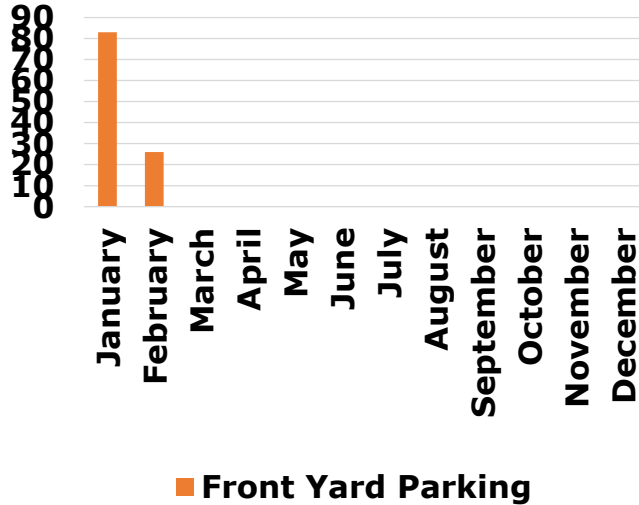 90
80
70
60
50
40
30
20
10
0
January
February
March
April
May
June
July
August
September
October
November
December
Front Yard Parking